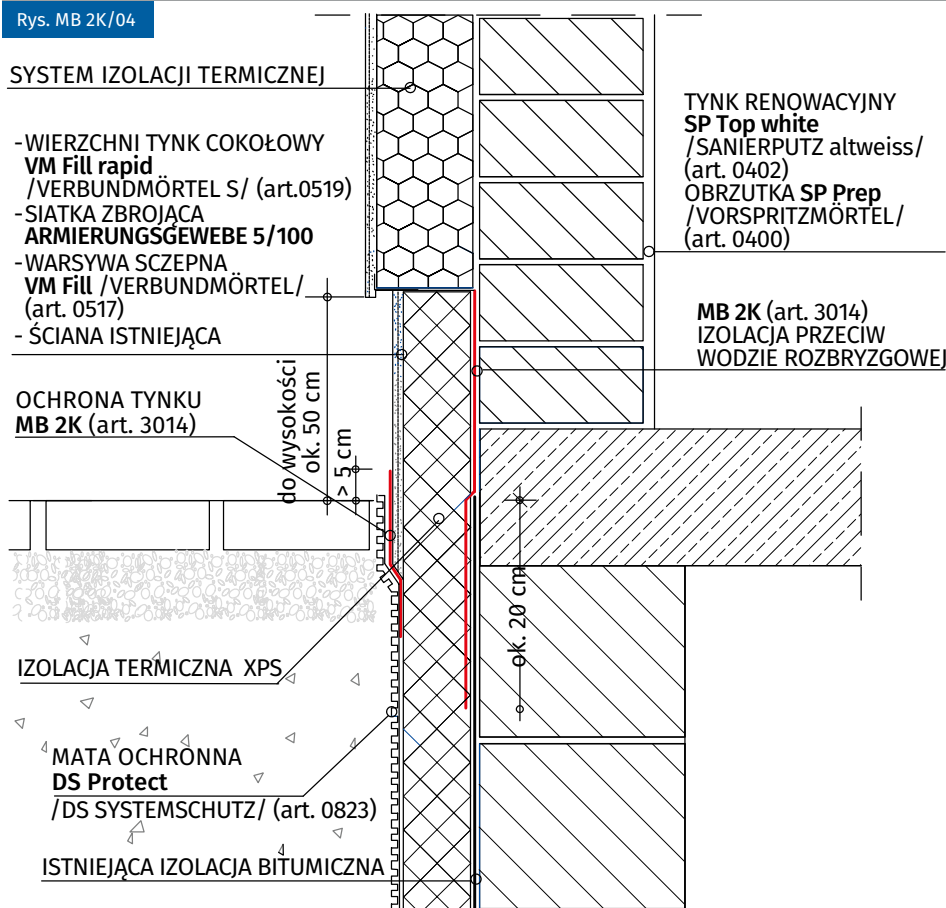 Rys. MB 2K/04
SYSTEM IZOLACJI TERMICZNEJ
- WIERZCHNI TYNK COKOŁOWY
VM Fill rapid
/VERBUNDMÖRTEL S/ (art.0519)
- SIATKA ZBROJĄCA
ARMIERUNGSGEWEBE 5/100
- WARSYWA SCZEPNA
VM Fill /VERBUNDMÖRTEL/
(art. 0517)
- ŚCIANA ISTNIEJĄCA
OCHRONA TYNKU
MB 2K (art. 3014)
do wysokości
ok. 50 cm
> 5 cm
IZOLACJA TERMICZNA XPS
MATA OCHRONNA
DS Protect
/DS SYSTEMSCHUTZ/ (art. 0823)
ISTNIEJĄCA IZOLACJA BITUMICZNA
TYNK RENOWACYJNY
SP Top white
/SANIERPUTZ altweiss/
(art. 0402)
OBRZUTKA SP Prep
/VORSPRITZMÖRTEL/
(art. 0400)
MB 2K (art. 3014)
IZOLACJA PRZECIW
WODZIE ROZBRYZGOWEJ
ok. 20 cm